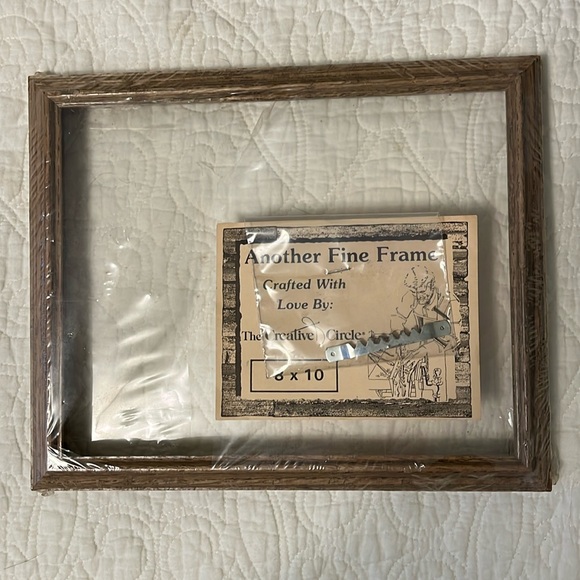 Another Fine Frame
Crafted With
Love By:
The Creative Circle
8 x 10